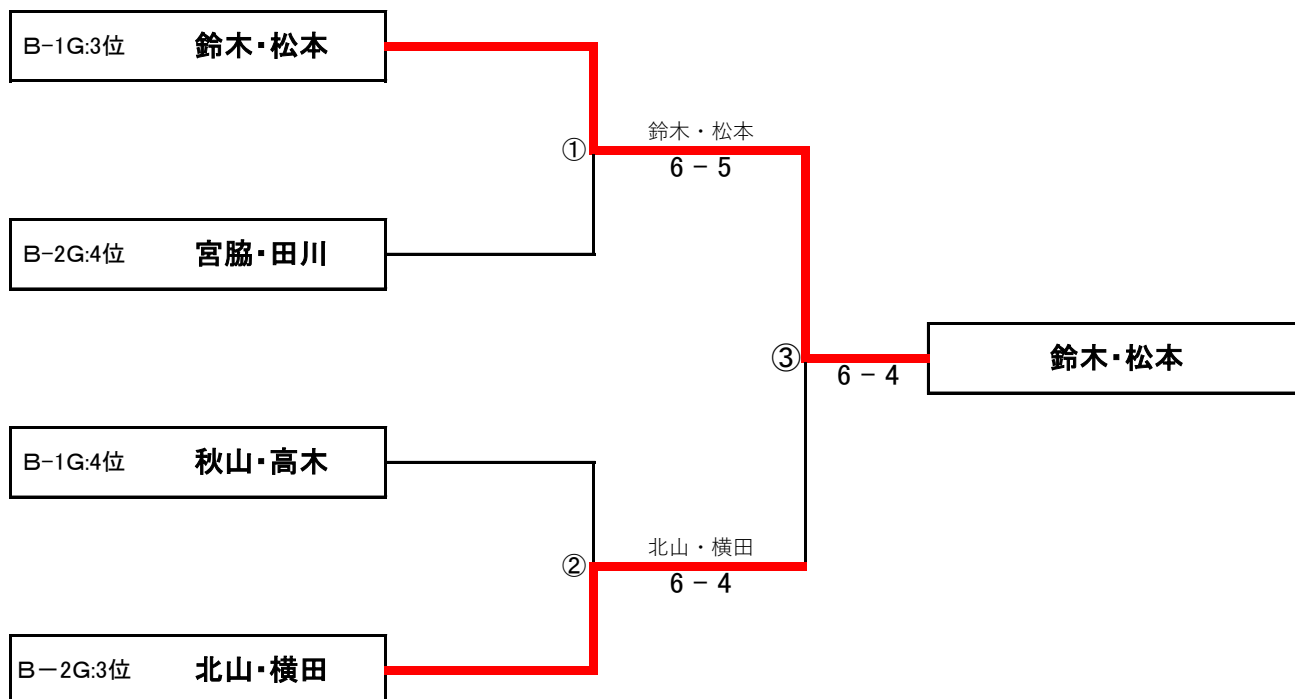 B-1G:3位 鈴木・松本
鈴木・松本
①
6 - 5
B-2G:4位 宮脇・田川
③
6 - 4
鈴木・松本
B-1G:4位 秋山・高木
北山・横田
②
6 - 4
B－2G:3位 北山・横田